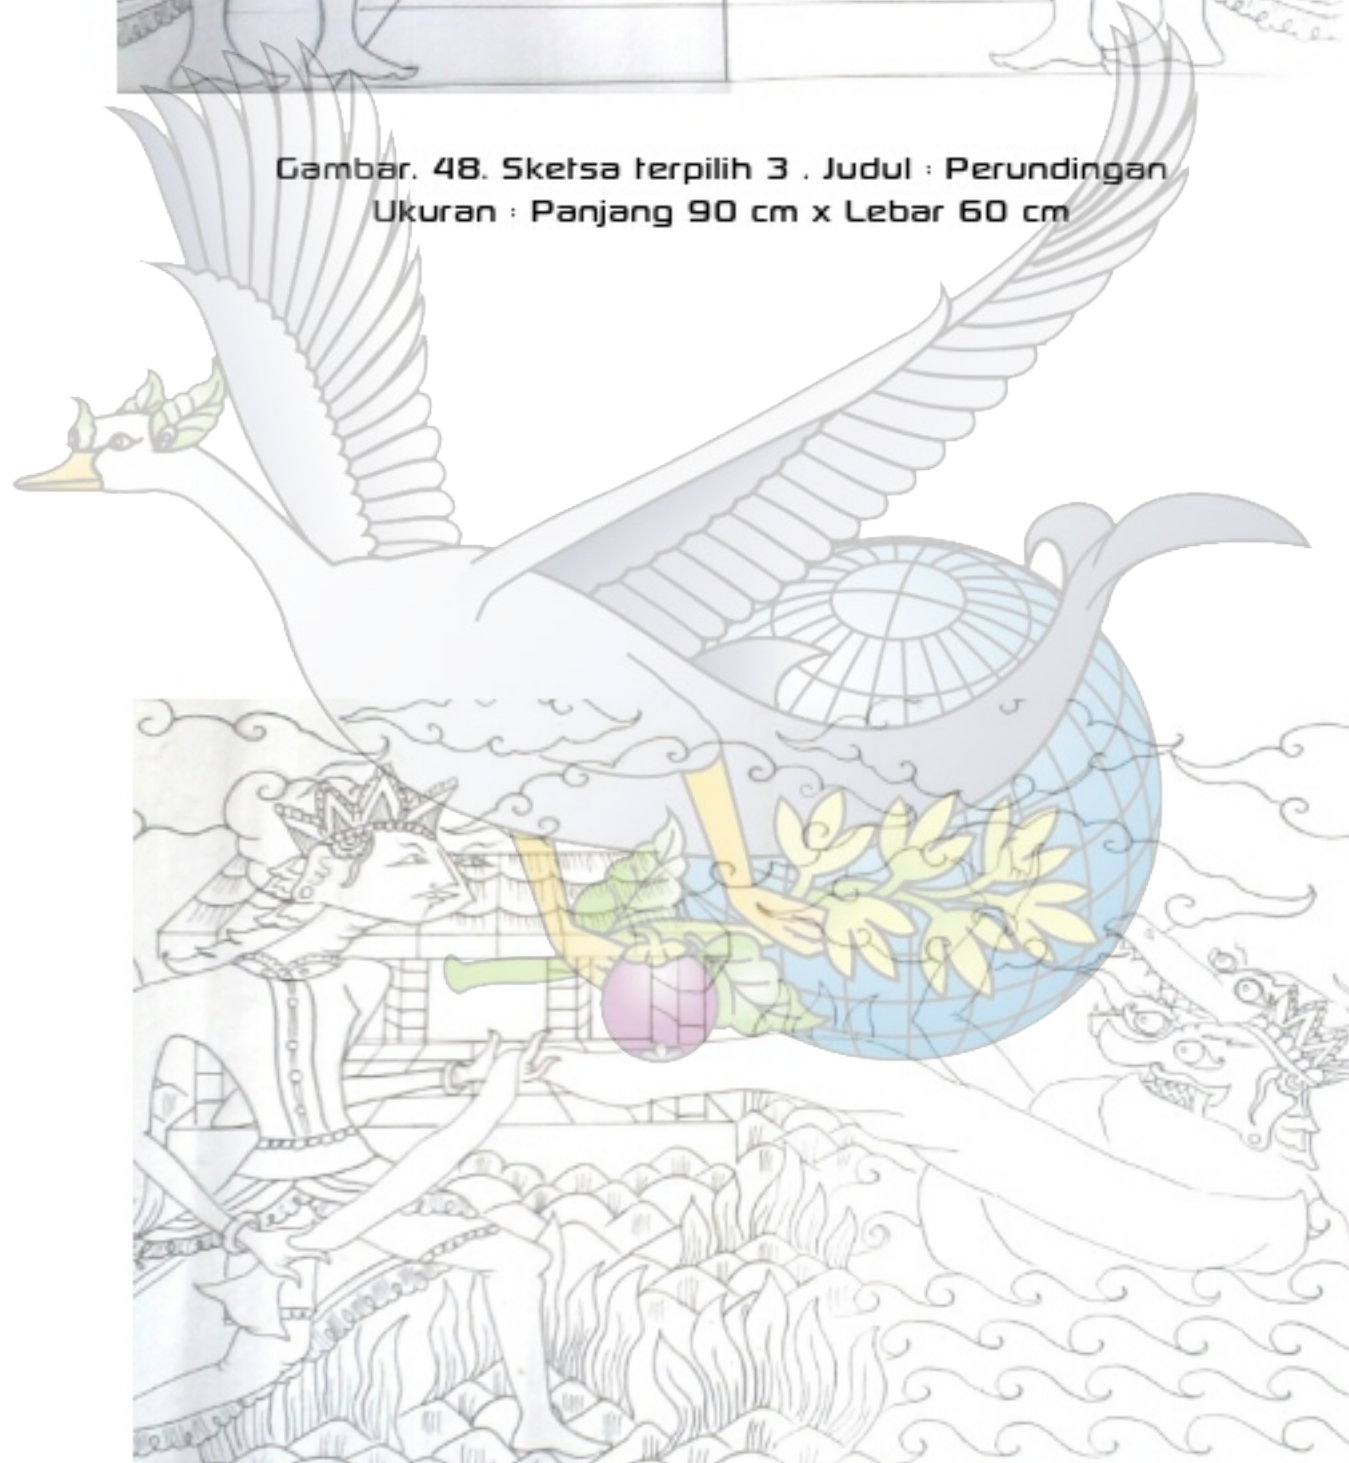 Gambar. 48. Sketsa terpilih 3 . Judul : Perundingan
Ukuran : Panjang 90 cm x Lebar 60 cm